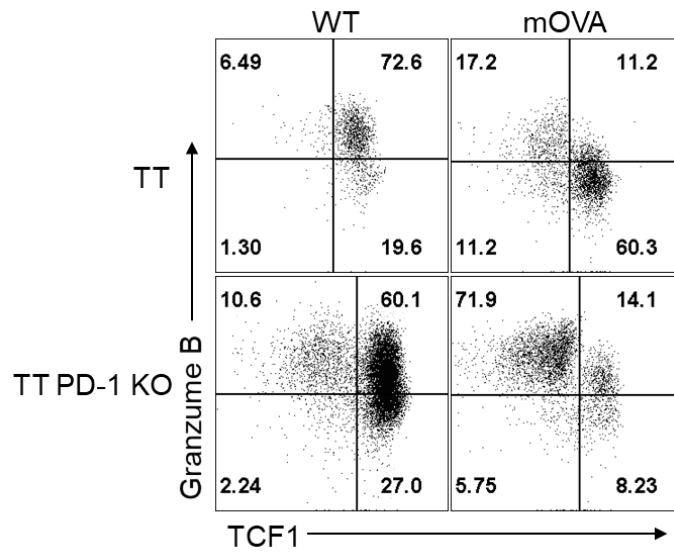 WT mOVA
6.49 72.6 17.2 11.2
TT
1.30 19.6 11.2 60.3
10.6 60.1 71.9 14.1
TT PD-1 KO
Granzume B
2.24 27.0 5.75 8.23
TCF1